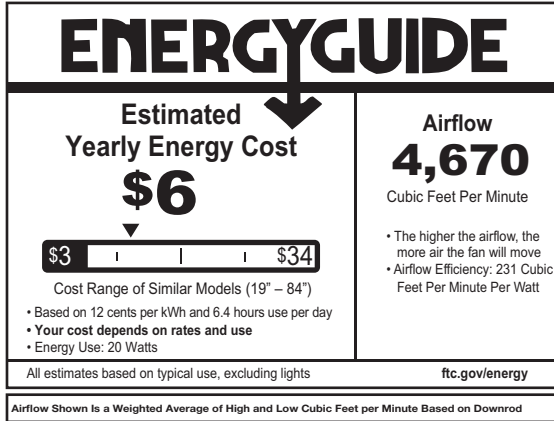 ENERGYGUIDE
Estimated
Yearly Energy Cost
$6
$3
$34
Cost Range of Similar Models (19” – 84”)
• Based on 12 cents per kWh and 6.4 hours use per day
• Your cost depends on rates and use
• Energy Use: 20 Watts
Airflow
4,670
Cubic Feet Per Minute
• The higher the airflow, the
more air the fan will move
• Airflow Efficiency: 231 Cubic
Feet Per Minute Per Watt
All estimates based on typical use, excluding lights
ftc.gov/energy
Airflow Shown Is a Weighted Average of High and Low Cubic Feet per Minute Based on Downrod